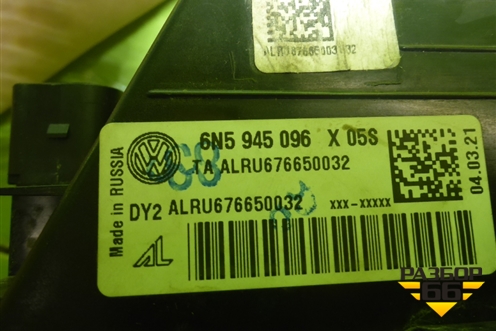 ALRU676650032
6N5 945 096 X 05S
TA ALRU676650032
DY2 ALRU676650032 xxx-xxxxx
Made in RUSSIA
04.03.21
AL
РАЗБОР
66